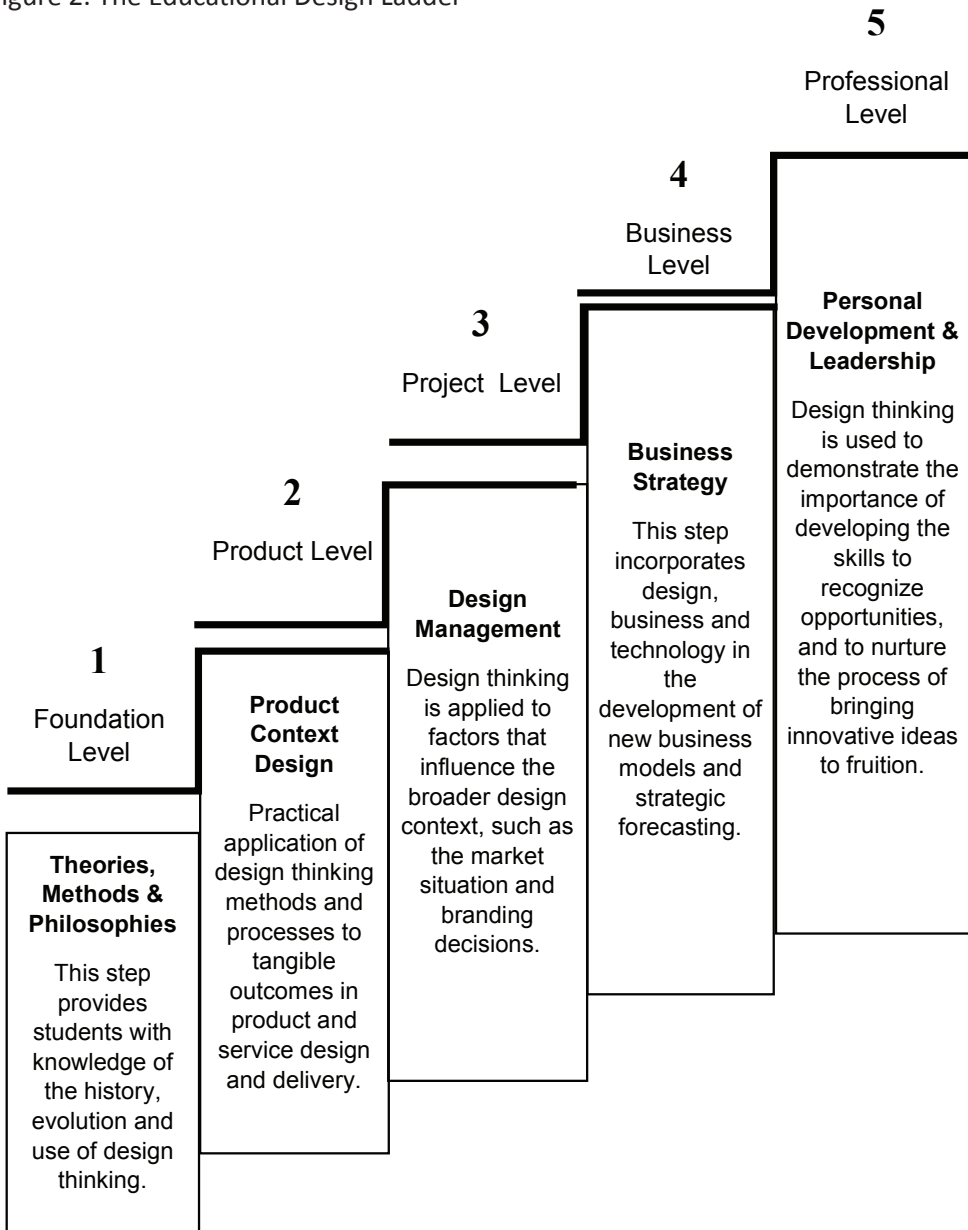 Figure 2. The Educational Design Ladder
1
Foundation
Level
Theories,
Methods &
Philosophies
This step
provides
students with
knowledge of
the history,
evolution and
use of design
thinking.
2
Product Level
Product
Context
Design
Practical
application of
design thinking
methods and
processes to
tangible
outcomes in
product and
service design
and delivery.
3
Project Level
Design
Management
Design thinking
is applied to
factors that
influence the
broader design
context, such as
the market
situation and
branding
decisions.
4
Business
Level
Business
Strategy
This step
incorporates
design,
business and
technology in
the
development of
new business
models and
strategic
forecasting.
5
Professional
Level
Personal
Development &
Leadership
Design thinking
is used to
demonstrate the
importance of
developing the
skills to
recognize
opportunities,
and to nurture
the process of
bringing
innovative ideas
to fruition.